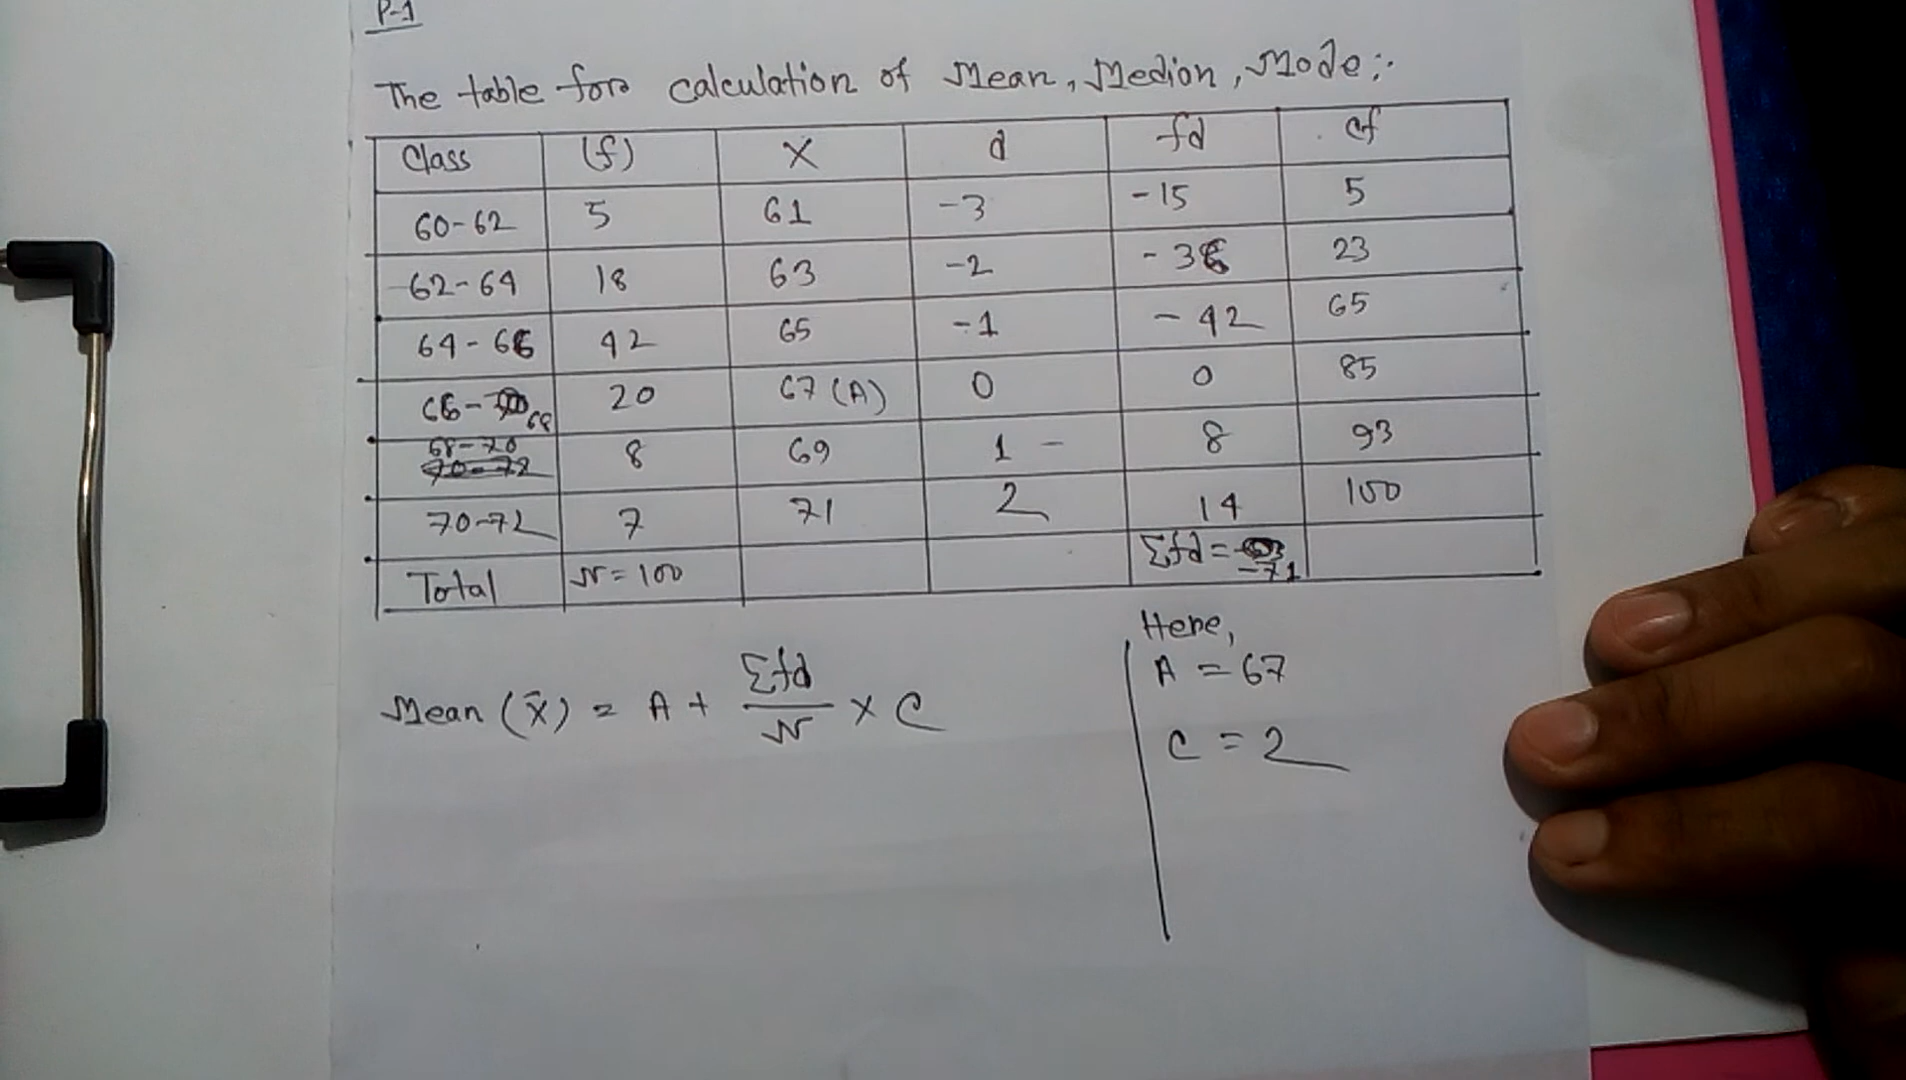 P-1
The table for calculation of Mean, Median, Mode:-
Class (f) X d fd cf
60-62 5 61 -3 -15 5
62-64 18 63 -2 -36 23
64-66 42 65 -1 -42 65
66-68 20 67 (A) 0 0 85
68-70 8 69 1 - 8 93
70-72
70-72 7 71 2 14 100
Total N = 100 Σfd = -71
Here,
Mean (x̄) = A + Σfd/N × C
A = 67
C = 2